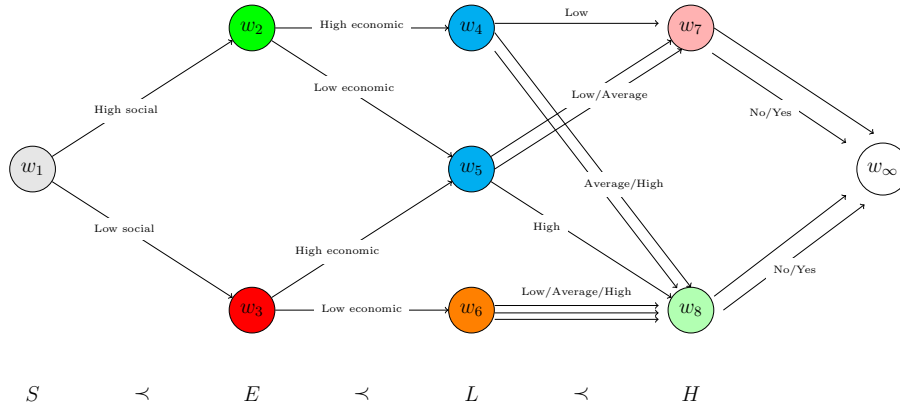 w₂ High economic w₄ Low w₇
Low economic Low/Average
High social No/Yes
w₁ w₅ w∞
Average/High
Low social High economic High
Low/Average/High No/Yes
w₃ Low economic w₆ w₈
S ≺ E ≺ L ≺ H